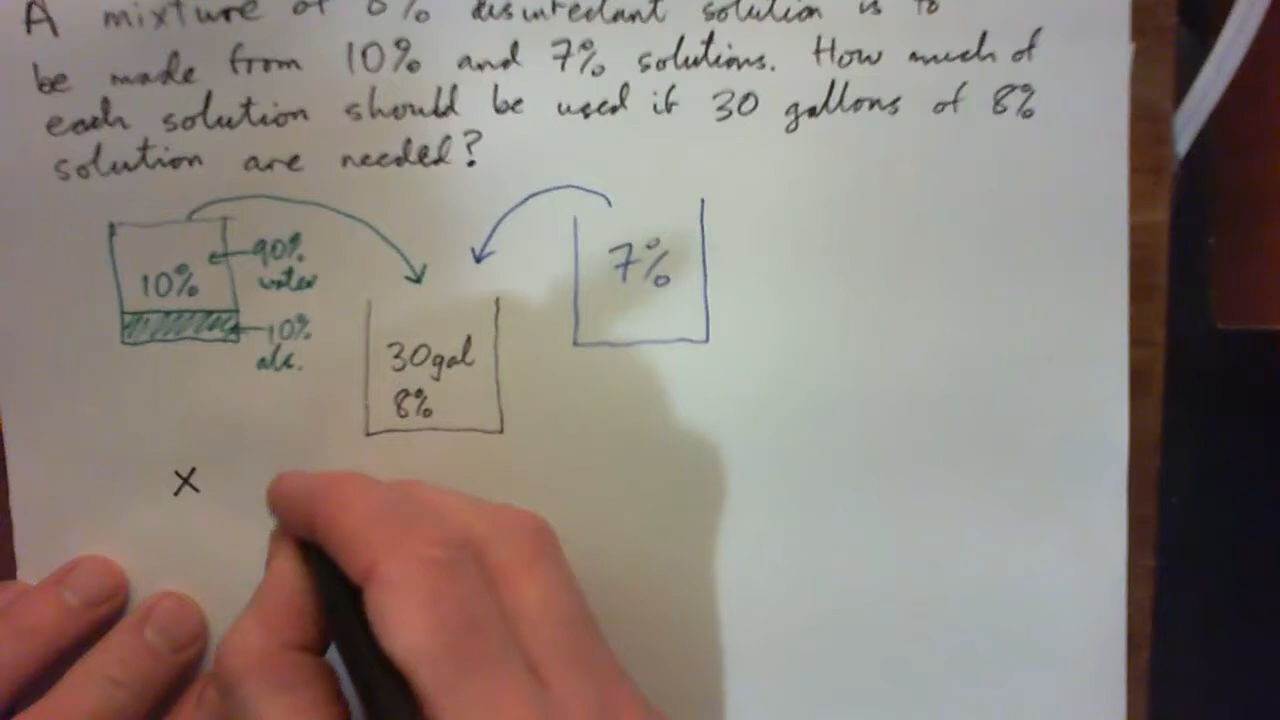 A mixture of 8% disinfectant solution is to
be made from 10% and 7% solutions. How much of
each solution should be used if 30 gallons of 8%
solution are needed?
10%
90%
water
10%
alc.
30gal
8%
7%
x